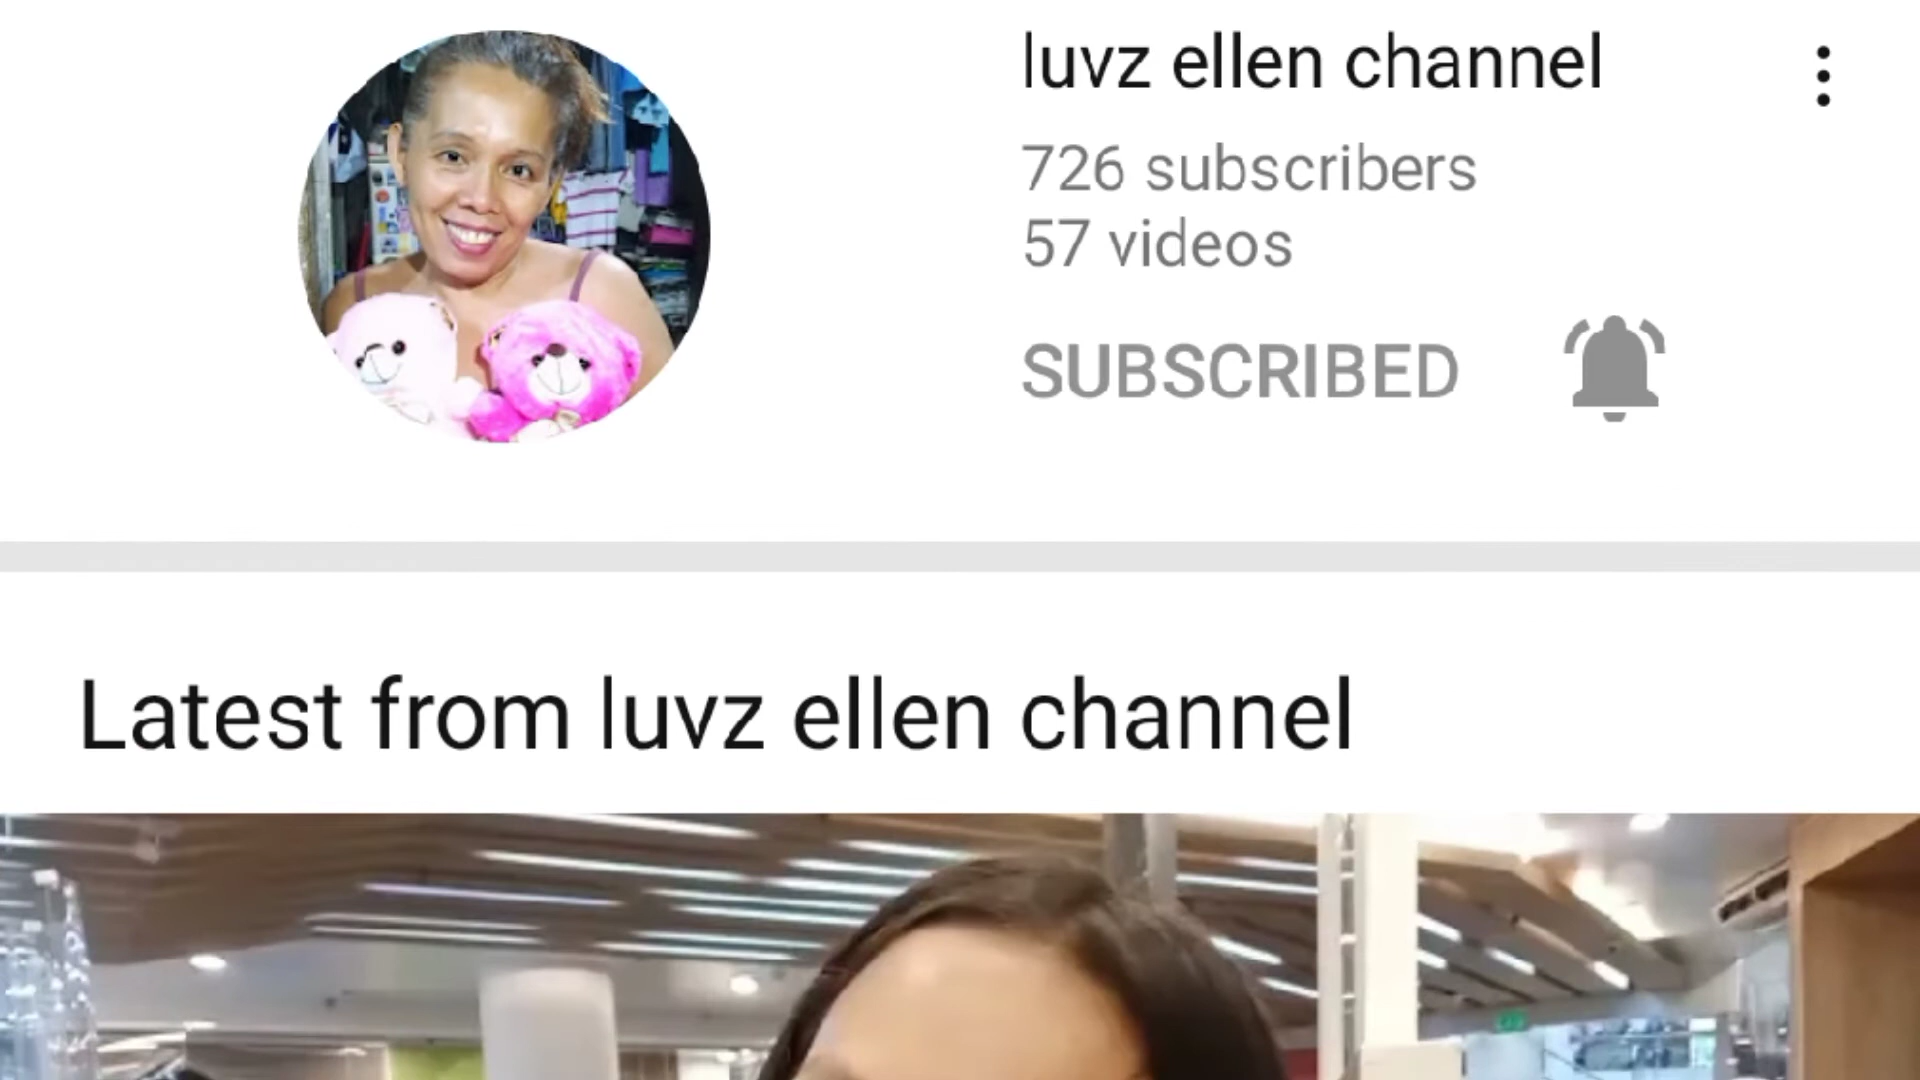 luvz ellen channel
726 subscribers
57 videos
SUBSCRIBED
Latest from luvz ellen channel